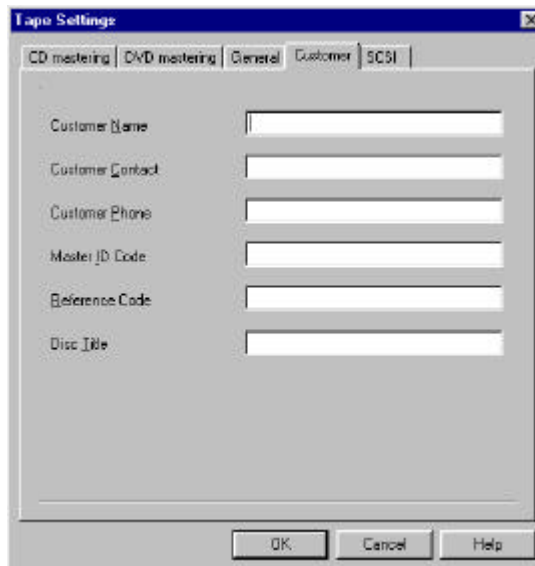 Tape Settings
CD mastering DVD mastering General Customer SCSI
Customer Name
Customer Contact
Customer Phone
Master ID Code
Reference Code
Disc Title
OK Cancel Help